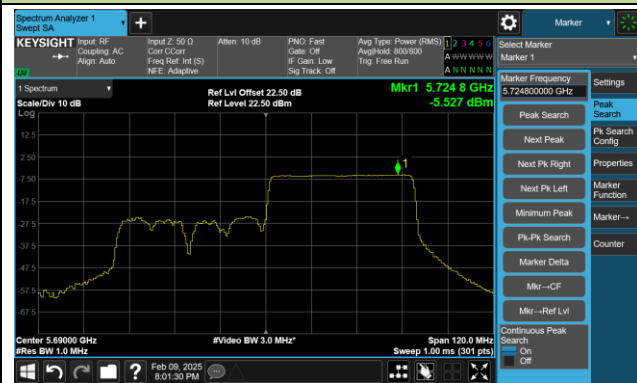 Spectrum Analyzer 1
Swept SA
Marker
KEYSIGHT
Input: RF
Coupling: AC
Align: Auto
Input Z: 50 Ω
Corr CCorr
Freq Ref: Int (S)
NFE: Adaptive
Atten: 10 dB
PNO: Fast
Gate: Off
IF Gain: Low
Sig Track: Off
Avg Type: Power (RMS)
Avg|Hold: 800/800
Trig: Free Run
1 2 3 4 5 6
A W W W W W
A N N N N N
LXI
Select Marker
Marker 1
1 Spectrum
Scale/Div 10 dB
Log
Ref Lvl Offset 22.50 dB
Ref Level 22.50 dBm
Mkr1 5.724 8 GHz
-5.527 dBm
12.5
2.50
-7.50
-17.5
-27.5
-37.5
-47.5
-57.5
-67.5
1
Center 5.69000 GHz
#Res BW 1.0 MHz
#Video BW 3.0 MHz*
Span 120.0 MHz
Sweep 1.00 ms (301 pts)
Marker Frequency
5.724800000 GHz
Peak Search
Next Peak
Next Pk Right
Next Pk Left
Minimum Peak
Pk-Pk Search
Marker Delta
Mkr→CF
Mkr→Ref Lvl
Continuous Peak
Search
On
Off
Settings
Peak
Search
Pk Search
Config
Properties
Marker
Function
Marker→
Counter
Feb 09, 2025
8:01:30 PM